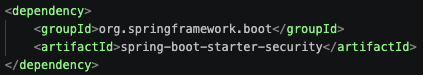 <dependency>
<groupId>org.springframework.boot</groupId>
<artifactId>spring-boot-starter-security</artifactId>
</dependency>